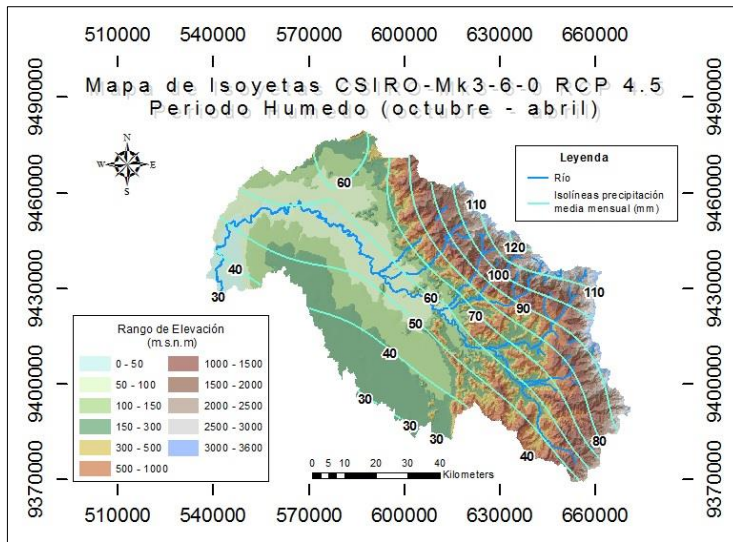 510000 540000 570000 600000 630000 660000
Mapa de Isoyetas CSIRO-Mk3-6-0 RCP 4.5
Periodo Humedo (octubre - abril)
N
W E
S
Leyenda
Río
Isolíneas precipitación
media mensual (mm)
9490000
9460000
9430000
9400000
9370000
9490000
9460000
9430000
9400000
9370000
60
110
120
100
110
40
30
60
90
70
50
40
30
30
30
40
80
Rango de Elevación
(m.s.n. m)
0 - 50
50 - 100
100 - 150
150 - 300
300 - 500
500 - 1000
1000 - 1500
1500 - 2000
2000 - 2500
2500 - 3000
3000 - 3600
0 5 10 20 30 40
Kilometers
510000 540000 570000 600000 630000 660000